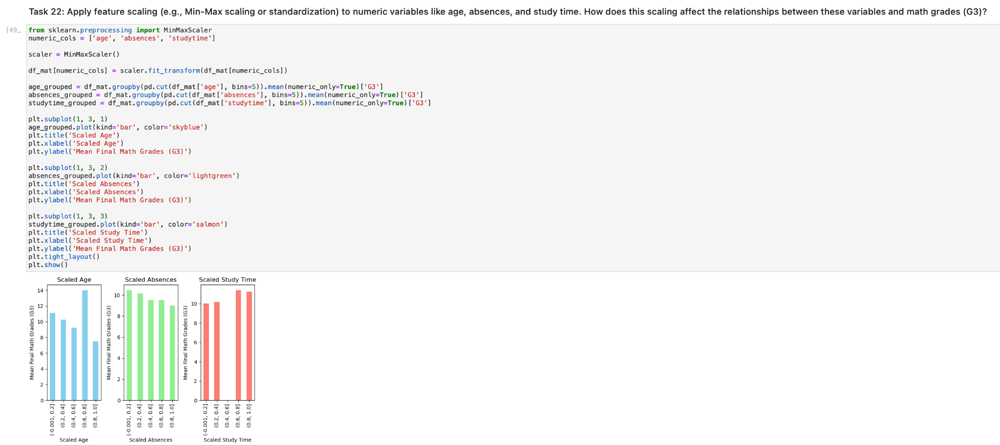 Task 22: Apply feature scaling (e.g., Min-Max scaling or standardization) to numeric variables like age, absences, and study time. How does this scaling affect the relationships between these variables and math grades (G3)?
[49…
from sklearn.preprocessing import MinMaxScaler
numeric_cols = ['age', 'absences', 'studytime']
scaler = MinMaxScaler()
df_mat[numeric_cols] = scaler.fit_transform(df_mat[numeric_cols])
age_grouped = df_mat.groupby(pd.cut(df_mat['age'], bins=5)).mean(numeric_only=True)['G3']
absences_grouped = df_mat.groupby(pd.cut(df_mat['absences'], bins=5)).mean(numeric_only=True)['G3']
studytime_grouped = df_mat.groupby(pd.cut(df_mat['studytime'], bins=5)).mean(numeric_only=True)['G3']
plt.subplot(1, 3, 1)
age_grouped.plot(kind='bar', color='skyblue')
plt.title('Scaled Age')
plt.xlabel('Scaled Age')
plt.ylabel('Mean Final Math Grades (G3)')
plt.subplot(1, 3, 2)
absences_grouped.plot(kind='bar', color='lightgreen')
plt.title('Scaled Absences')
plt.xlabel('Scaled Absences')
plt.ylabel('Mean Final Math Grades (G3)')
plt.subplot(1, 3, 3)
studytime_grouped.plot(kind='bar', color='salmon')
plt.title('Scaled Study Time')
plt.xlabel('Scaled Study Time')
plt.ylabel('Mean Final Math Grades (G3)')
plt.tight_layout()
plt.show()
Scaled Age
Mean Final Math Grades (G3)
14
12
10
8
6
4
2
0
(-0.001, 0.2]
(0.2, 0.4]
(0.4, 0.6]
(0.6, 0.8]
(0.8, 1.0]
Scaled Age
Scaled Absences
Mean Final Math Grades (G3)
10
8
6
4
2
0
(-0.001, 0.2]
(0.2, 0.4]
(0.4, 0.6]
(0.6, 0.8]
(0.8, 1.0]
Scaled Absences
Scaled Study Time
Mean Final Math Grades (G3)
10
8
6
4
2
0
(-0.001, 0.2]
(0.2, 0.4]
(0.4, 0.6]
(0.6, 0.8]
(0.8, 1.0]
Scaled Study Time